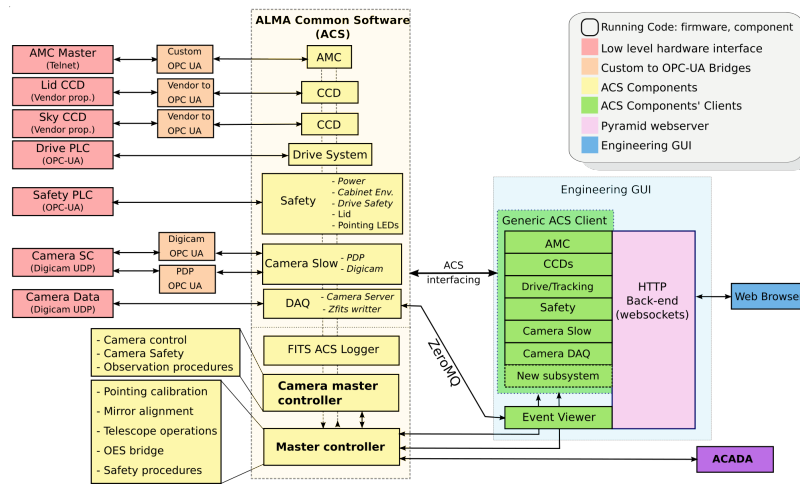 ALMA Common Software
(ACS)
AMC Master
(Telnet)
Custom
OPC UA
AMC
Lid CCD
(Vendor prop.)
Vendor to
OPC UA
CCD
Sky CCD
(Vendor prop.)
Vendor to
OPC UA
CCD
Drive PLC
(OPC-UA)
Drive System
Safety PLC
(OPC-UA)
Safety
- Power
- Cabinet Env.
- Drive Safety
- Lid
- Pointing LEDs
Camera SC
(Digicam UDP)
Digicam
OPC UA
PDP
OPC UA
Camera Slow
- PDP
- Digicam
Camera Data
(Digicam UDP)
DAQ
- Camera Server
- Zfits writter
FITS ACS Logger
- Camera control
- Camera Safety
- Observation procedures
Camera master
controller
- Pointing calibration
- Mirror alignment
- Telescope operations
- OES bridge
- Safety procedures
Master controller
ACS
interfacing
ZeroMQ
Engineering GUI
Generic ACS Client
AMC
CCDs
Drive/Tracking
Safety
Camera Slow
Camera DAQ
New subsystem
Event Viewer
HTTP
Back-end
(websockets)
Web Browse
ACADA
Running Code: firmware, component
Low level hardware interface
Custom to OPC-UA Bridges
ACS Components
ACS Components' Clients
Pyramid webserver
Engineering GUI